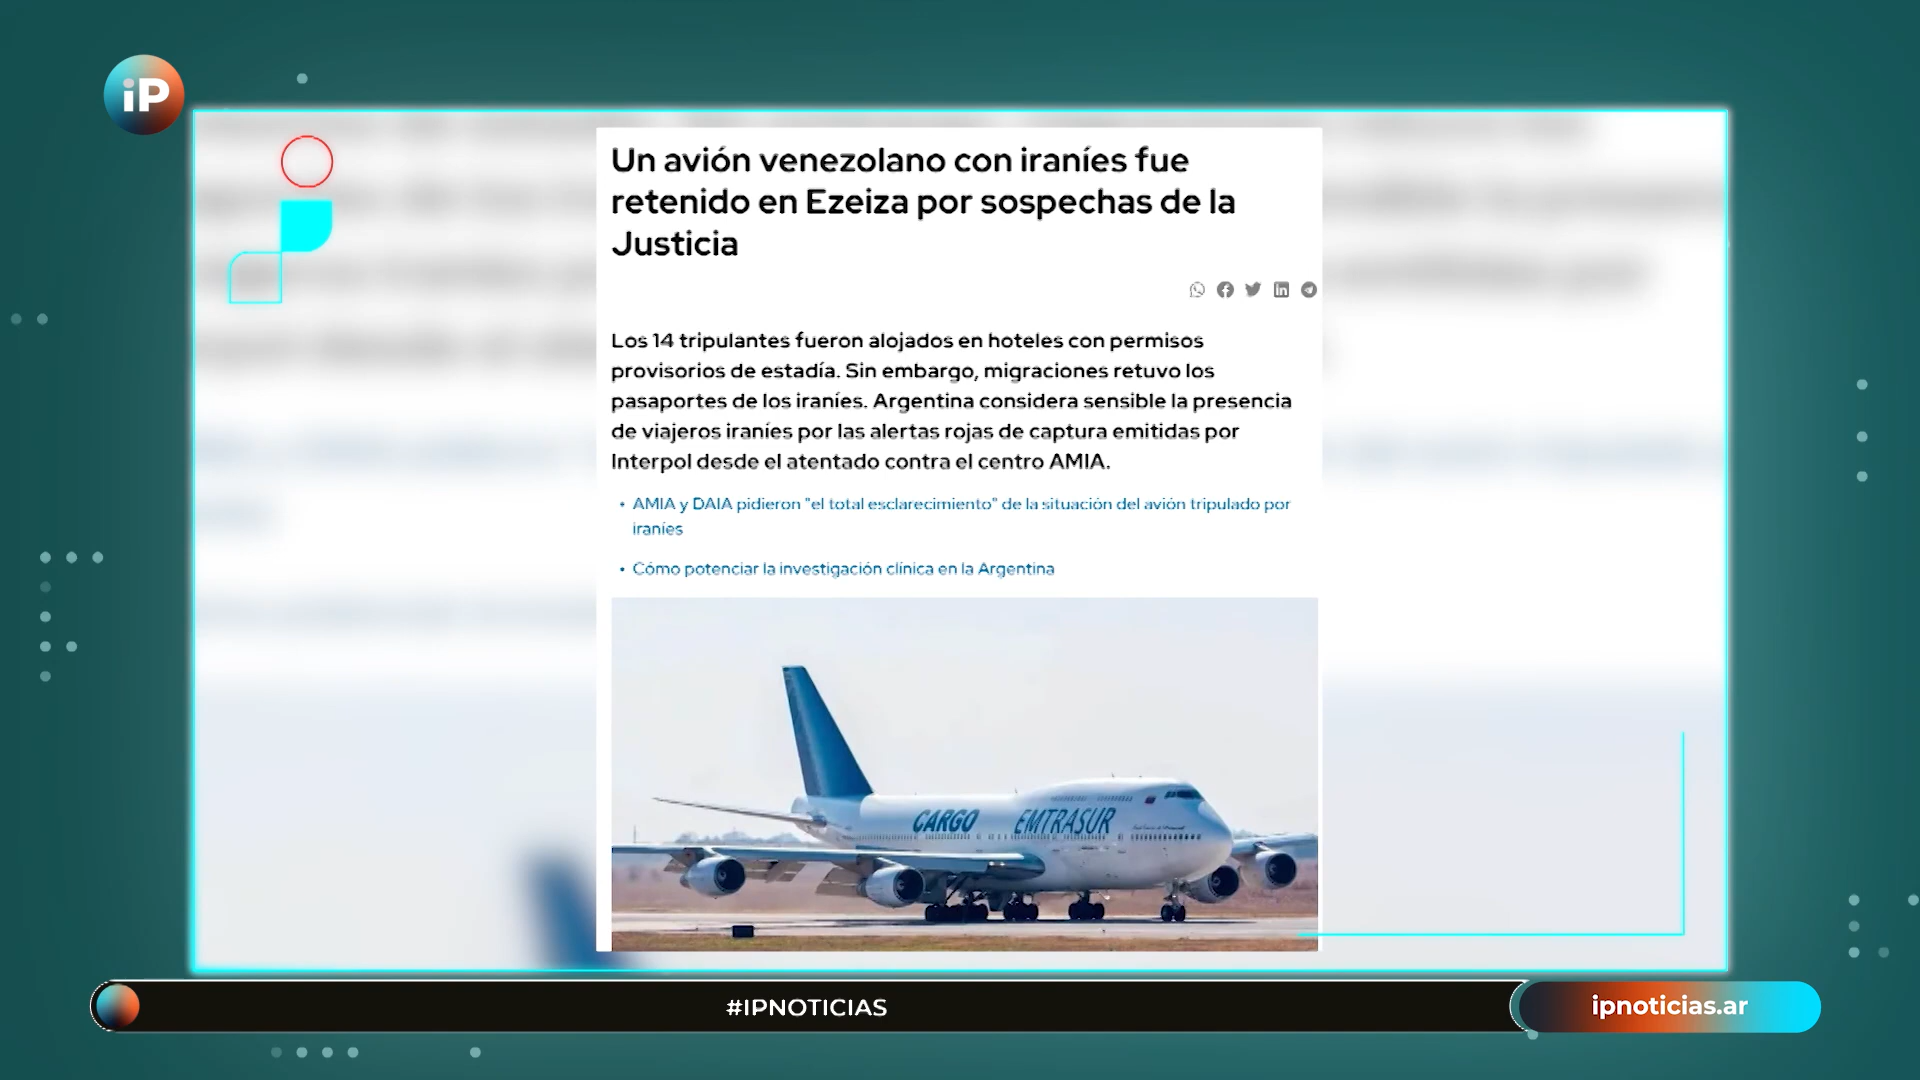 iP
Un avión venezolano con iraníes fue
retenido en Ezeiza por sospechas de la
Justicia
Los 14 tripulantes fueron alojados en hoteles con permisos
provisorios de estadía. Sin embargo, migraciones retuvo los
pasaportes de los iraníes. Argentina considera sensible la presencia
de viajeros iraníes por las alertas rojas de captura emitidas por
Interpol desde el atentado contra el centro AMIA.
• AMIA y DAIA pidieron "el total esclarecimiento" de la situación del avión tripulado por
iraníes
• Cómo potenciar la investigación clínica en la Argentina
CARGO EMTRASUR
#IPNOTICIAS
ipnoticias.ar